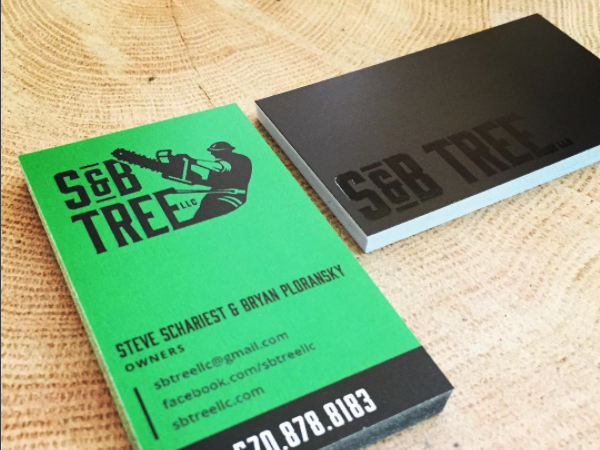 S&B
TREE LLC
STEVE SCHARIEST & BRYAN PLORANSKY
OWNERS
sbtreellc@gmail.com
facebook.com/sbtreellc
sbtreellc.com
570.878.8183
S&B TREE LLC